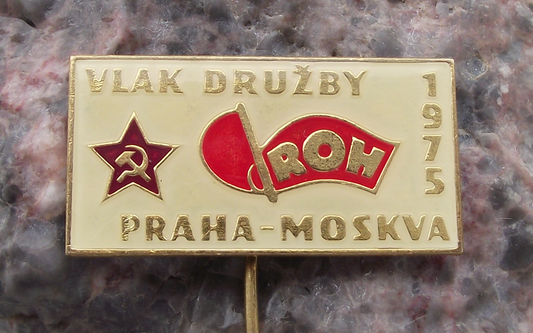 VLAK DRUŽBY
1975
ROH
PRAHA-MOSKVA